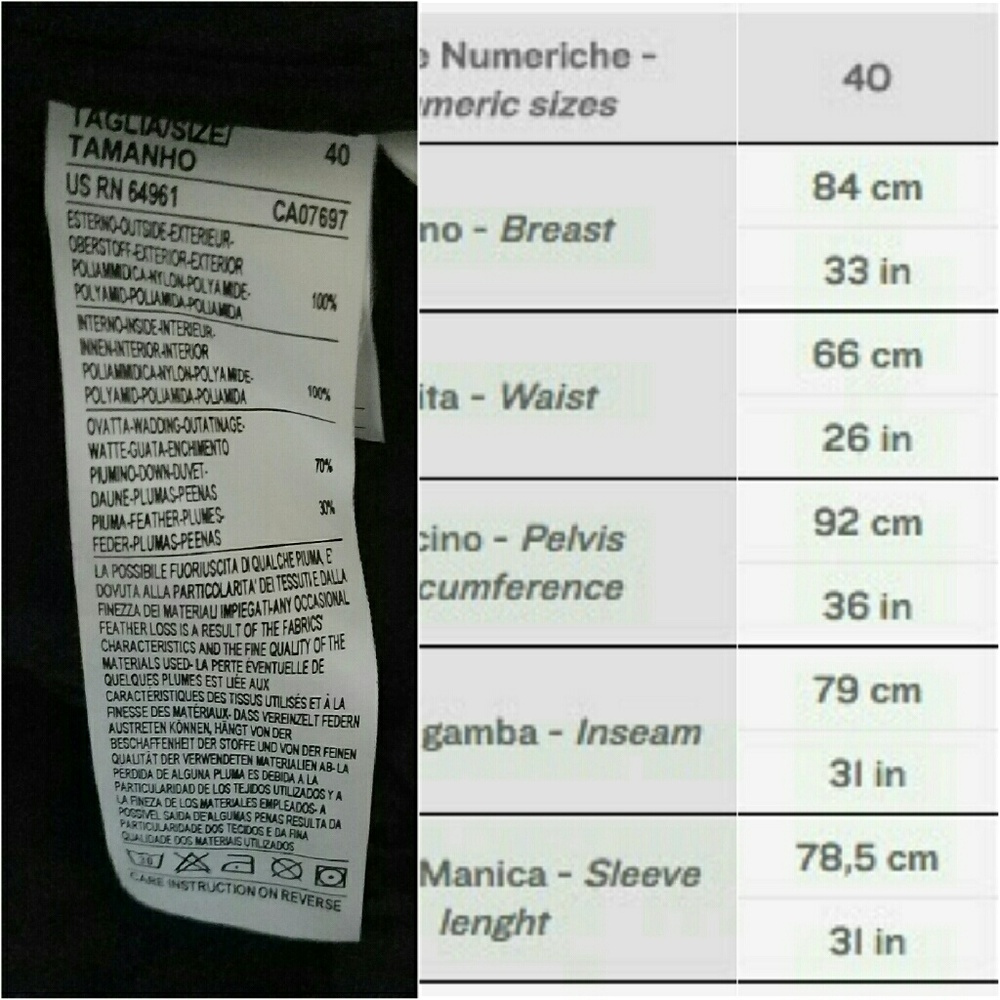 TAGLIA/SIZE/
TAMANHO 40
US RN 64961 CA07697
ESTERNO-OUTSIDE-EXTERIEUR-
OBERSTOFF-EXTERIOR-EXTERIOR
POLIAMMIDICA-NYLON-POLYAMIDE-
POLYAMID-POLIAMIDA-POLIAMIDA 100%
INTERNO-INSIDE-INTERIEUR-
INNEN-INTERIOR-INTERIOR
POLIAMMIDICA-NYLON-POLYAMIDE-
POLYAMID-POLIAMIDA-POLIAMIDA 100%
OVATTA-WADDING-OUATINAGE-
WATTE-GUATA-ENCHIMENTO
PIUMINO-DOWN-DUVET- 70%
DAUNE-PLUMAS-PEENAS
PIUMA-FEATHER-PLUMES- 30%
FEDER-PLUMAS-PEENAS
LA POSSIBILE FUORIUSCITA DI QUALCHE PIUMA, E'
DOVUTA ALLA PARTICOLARITA' DEI TESSUTI E DALLA
FINEZZA DEI MATERIALI IMPIEGATI-ANY OCCASIONAL
FEATHER LOSS IS A RESULT OF THE FABRICS'
CHARACTERISTICS AND THE FINE QUALITY OF THE
MATERIALS USED- LA PERTE ÉVENTUELLE DE
QUELQUES PLUMES EST LIÉE AUX
CARACTÉRISTIQUES DES TISSUS UTILISÉS ET À LA
FINESSE DES MATÉRIAUX- DASS VEREINZELT FEDERN
AUSTRETEN KÖNNEN, HÄNGT VON DER
BESCHAFFENHEIT DER STOFFE UND VON DER FEINEN
QUALITÄT DER VERWENDETEN MATERIALIEN AB- LA
PERDIDA DE ALGUNA PLUMA ES DEBIDA A LA
PARTICULARIDAD DE LOS TEJIDOS UTILIZADOS Y A
LA FINEZA DE LOS MATERIALES EMPLEADOS- A
POSSIVEL SAIDA DE ALGUMAS PENAS RESULTA DA
PARTICULARIDADE DOS TECIDOS E DA FINA
QUALIDADE DOS MATERIAIS UTILIZADOS
30
CARE INSTRUCTION ON REVERSE
e Numeriche - 40
meric sizes
no - Breast 84 cm
33 in
ita - Waist 66 cm
26 in
cino - Pelvis 92 cm
cumference 36 in
gamba - Inseam 79 cm
31 in
Manica - Sleeve 78,5 cm
lenght 31 in